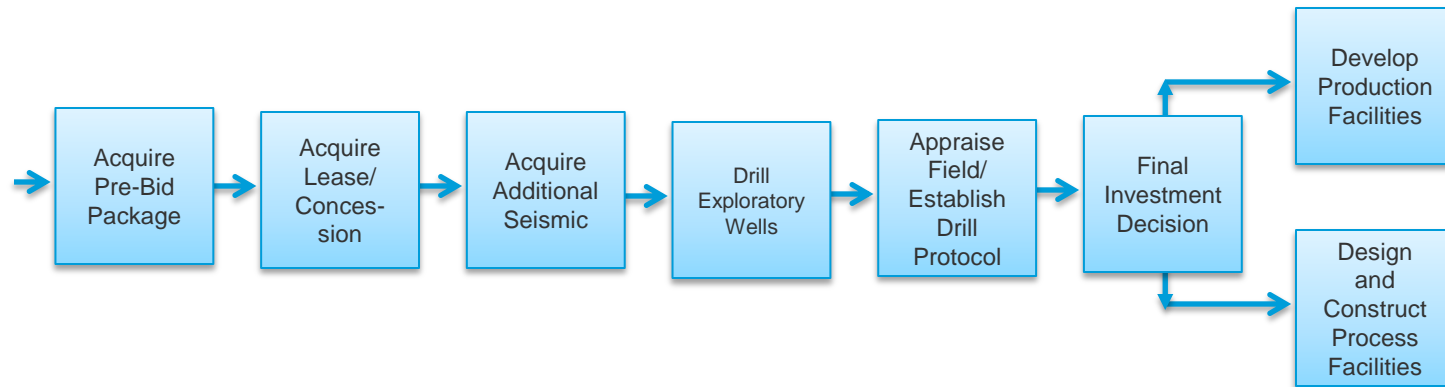 Acquire
Pre-Bid
Package
Acquire
Lease/
Conces-
sion
Acquire
Additional
Seismic
Drill
Exploratory
Wells
Appraise
Field/
Establish
Drill
Protocol
Final
Investment
Decision
Develop
Production
Facilities
Design
and
Construct
Process
Facilities